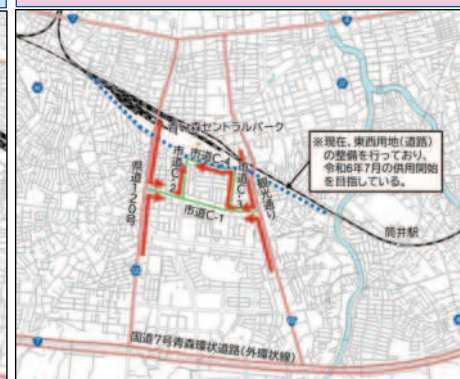 青い森セントラルパーク
市道C-4
市道C-2
市道C-3
観光通り
県道120号
市道C-1
※現在、東西用地(道路)
の整備を行っており、
令和6年7月の供用開始
を目指している。
筒井駅
国道7号青森環状道路(外環状線)